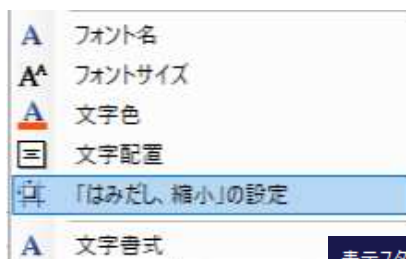 フォント名
フォントサイズ
文字色
文字配置
「はみだし、縮小」の設定
文字書式